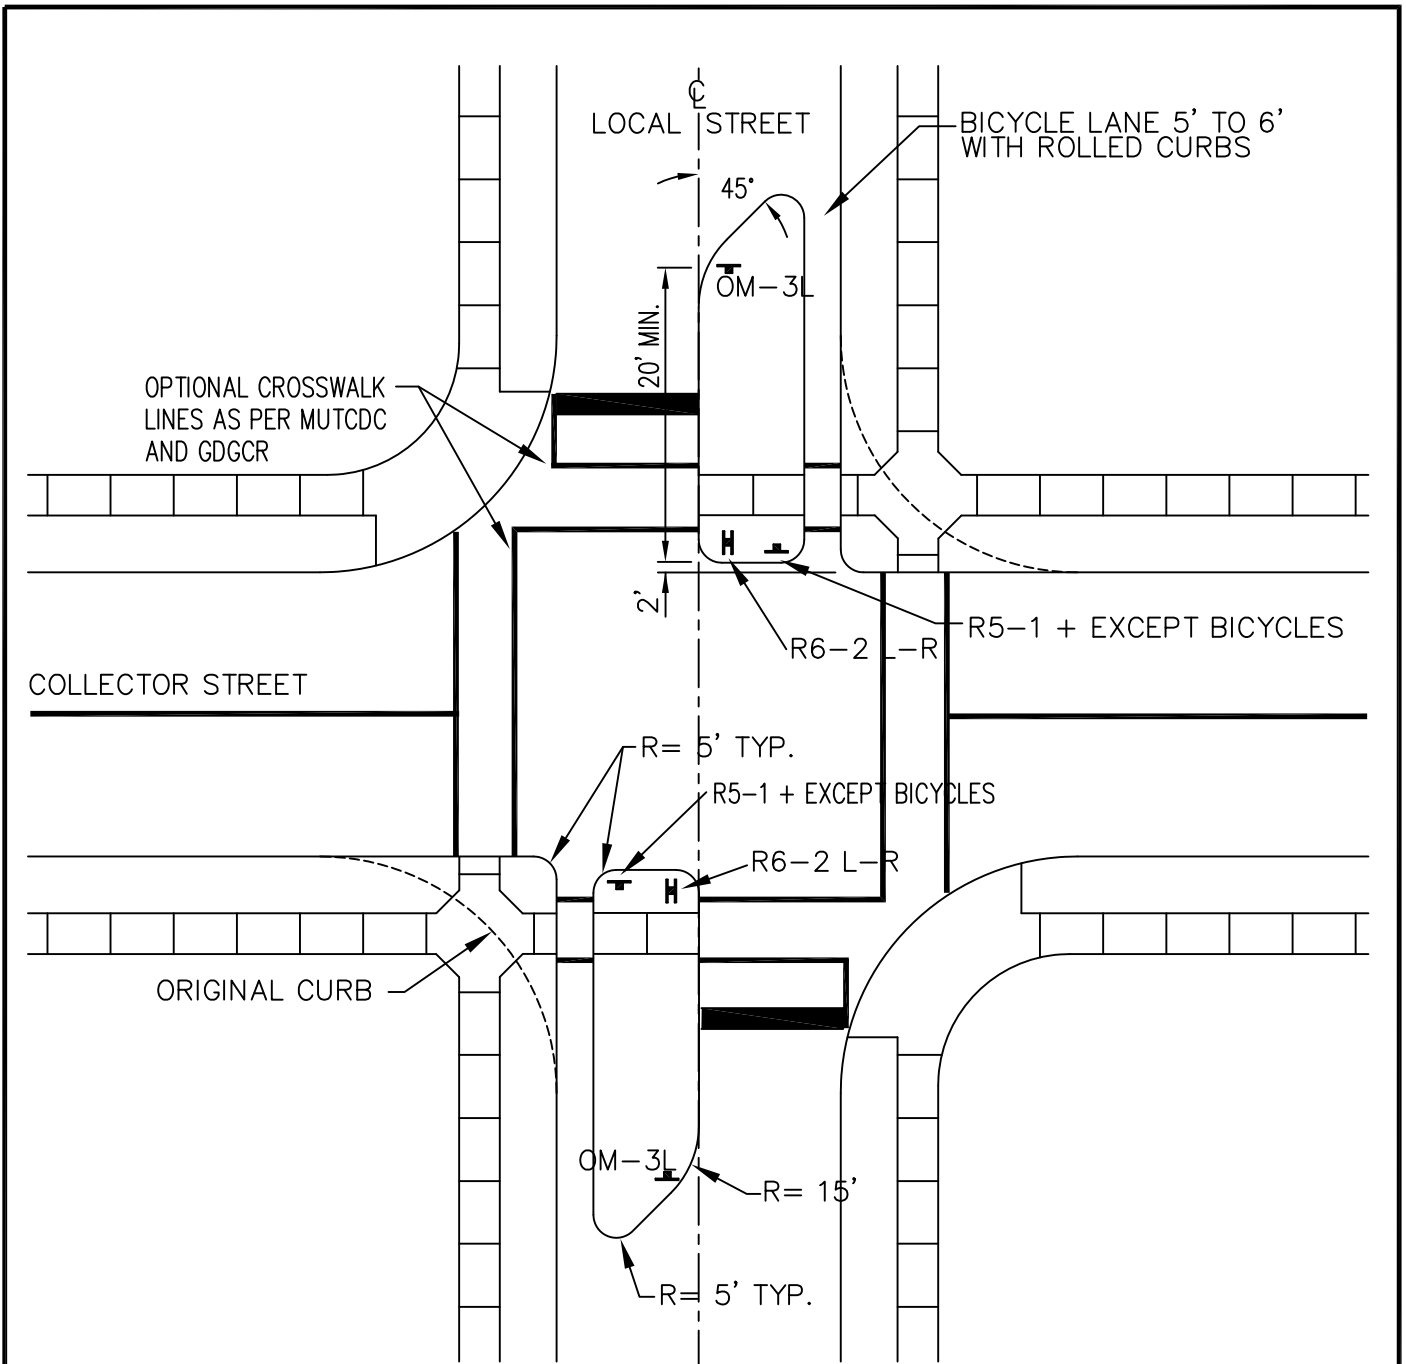 ℄
LOCAL STREET
BICYCLE LANE 5' TO 6'
WITH ROLLED CURBS
45°
OM-3L
20' MIN.
OPTIONAL CROSSWALK
LINES AS PER MUTCDC
AND GDGCR
2'
R5-1 + EXCEPT BICYCLES
R6-2 L-R
COLLECTOR STREET
R= 5' TYP.
R5-1 + EXCEPT BICYCLES
R6-2 L-R
ORIGINAL CURB
OM-3L
R= 15'
R= 5' TYP.